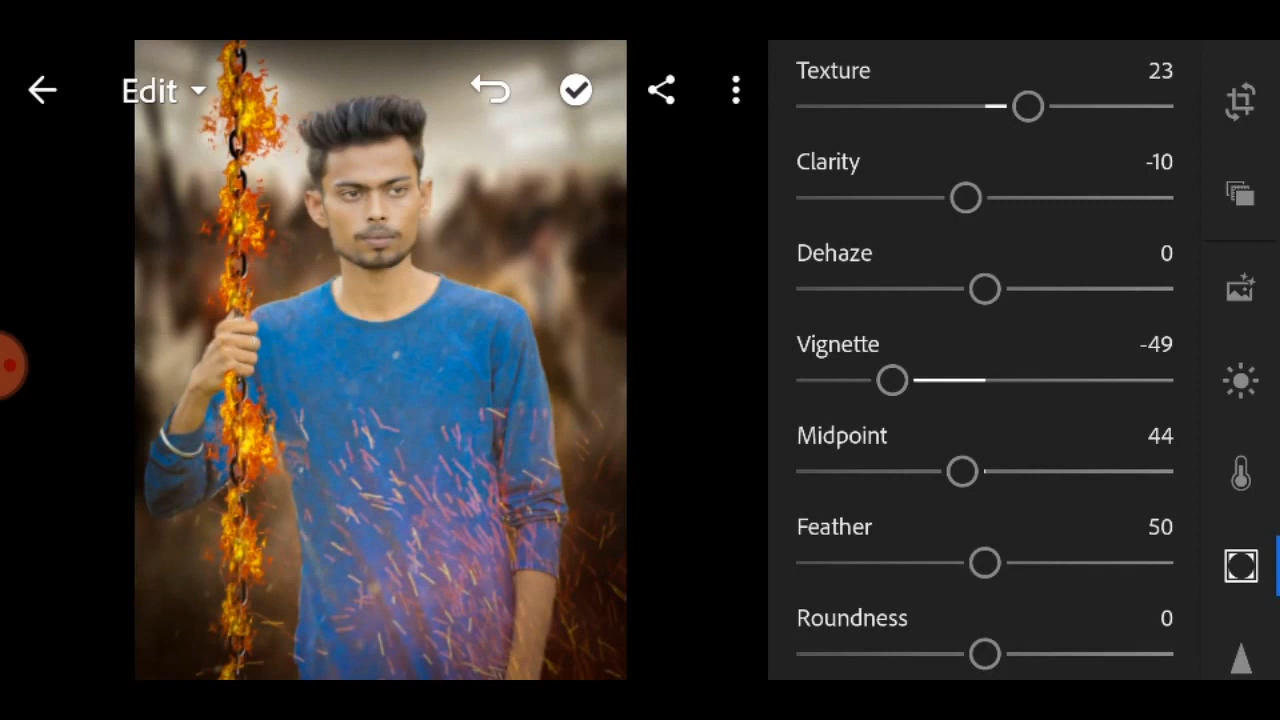 Edit
Texture 23
Clarity -10
Dehaze 0
Vignette -49
Midpoint 44
Feather 50
Roundness 0